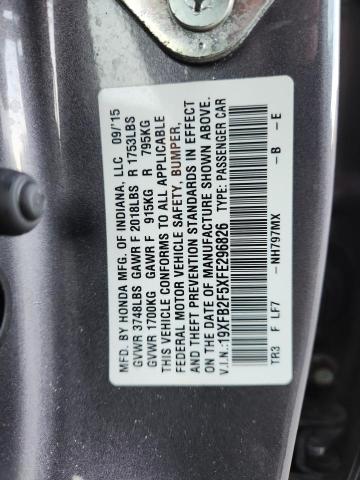 MFD. BY HONDA MFG. OF INDIANA, LLC 09/15
GVWR 3748LBS GAWR F 2018LBS R 1753LBS
GVWR 1700KG GAWR F 915KG R 795KG
THIS VEHICLE CONFORMS TO ALL APPLICABLE
FEDERAL MOTOR VEHICLE SAFETY, BUMPER,
AND THEFT PREVENTION STANDARDS IN EFFECT
ON THE DATE OF MANUFACTURE SHOWN ABOVE.
V.I.N.:19XFB2F5XFE296826 TYPE: PASSENGER CAR
TR3 F LF7 - NH797MX - B - E